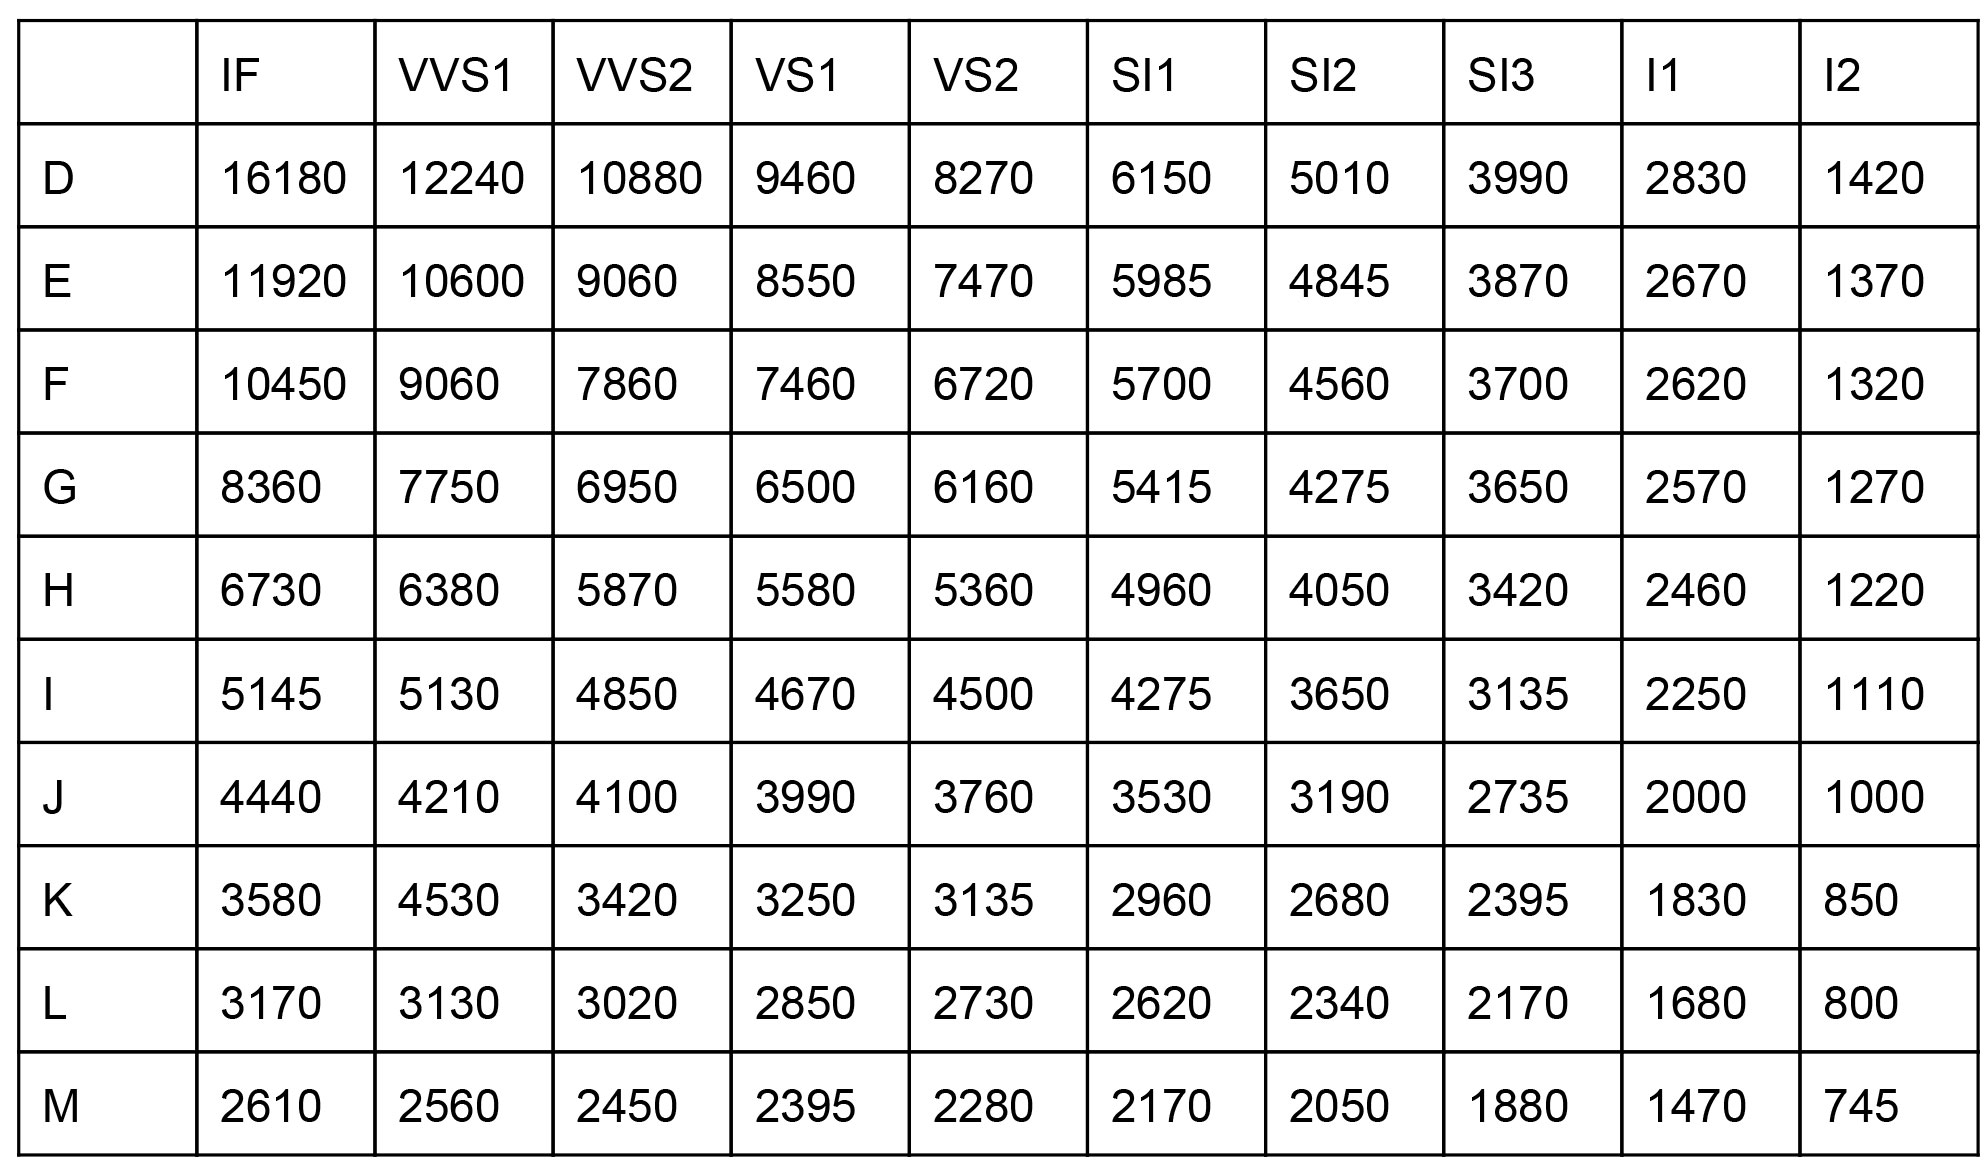 IF VVS1 VVS2 VS1 VS2 SI1 SI2 SI3 I1 I2
D 16180 12240 10880 9460 8270 6150 5010 3990 2830 1420
E 11920 10600 9060 8550 7470 5985 4845 3870 2670 1370
F 10450 9060 7860 7460 6720 5700 4560 3700 2620 1320
G 8360 7750 6950 6500 6160 5415 4275 3650 2570 1270
H 6730 6380 5870 5580 5360 4960 4050 3420 2460 1220
I 5145 5130 4850 4670 4500 4275 3650 3135 2250 1110
J 4440 4210 4100 3990 3760 3530 3190 2735 2000 1000
K 3580 4530 3420 3250 3135 2960 2680 2395 1830 850
L 3170 3130 3020 2850 2730 2620 2340 2170 1680 800
M 2610 2560 2450 2395 2280 2170 2050 1880 1470 745